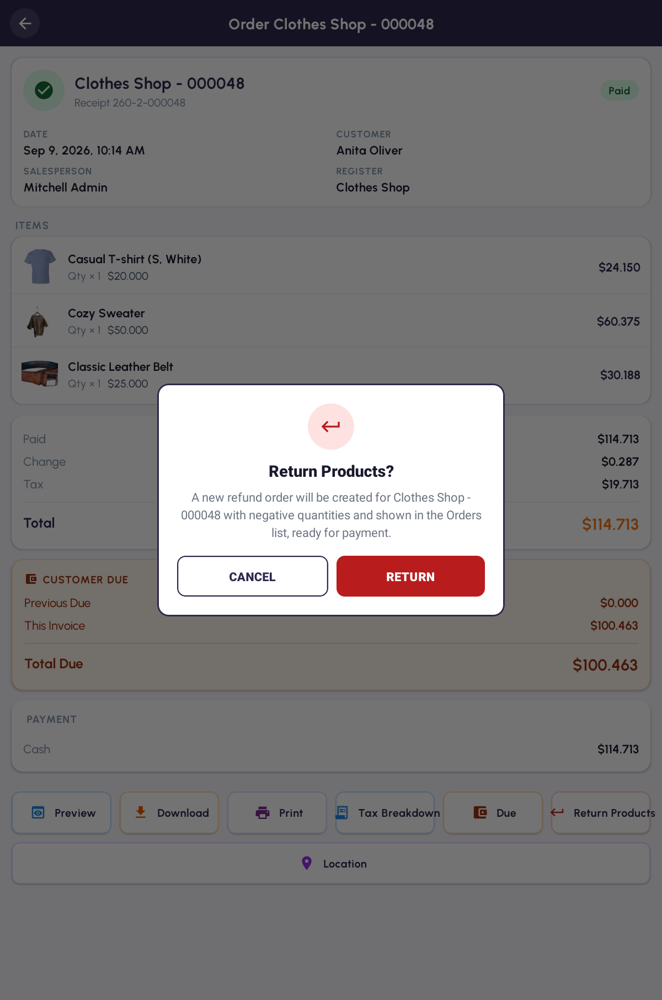 Order Clothes Shop - 000048
Clothes Shop - 000048
Receipt 260-2-000048
Paid
DATE
Sep 9, 2026, 10:14 AM
CUSTOMER
Anita Oliver
SALESPERSON
Mitchell Admin
REGISTER
Clothes Shop
ITEMS
Casual T-shirt (S, White)
Qty × 1 $20.000
$24.150
Cozy Sweater
Qty × 1 $50.000
$60.375
Classic Leather Belt
Qty × 1 $25.000
$30.188
Return Products?
A new refund order will be created for Clothes Shop -
000048 with negative quantities and shown in the Orders
list, ready for payment.
CANCEL
RETURN
Paid $114.713
Change $0.287
Tax $19.713
Total $114.713
CUSTOMER DUE
Previous Due $0.000
This Invoice $100.463
Total Due $100.463
PAYMENT
Cash $114.713
Preview
Download
Print
Tax Breakdown
Due
Return Products
Location